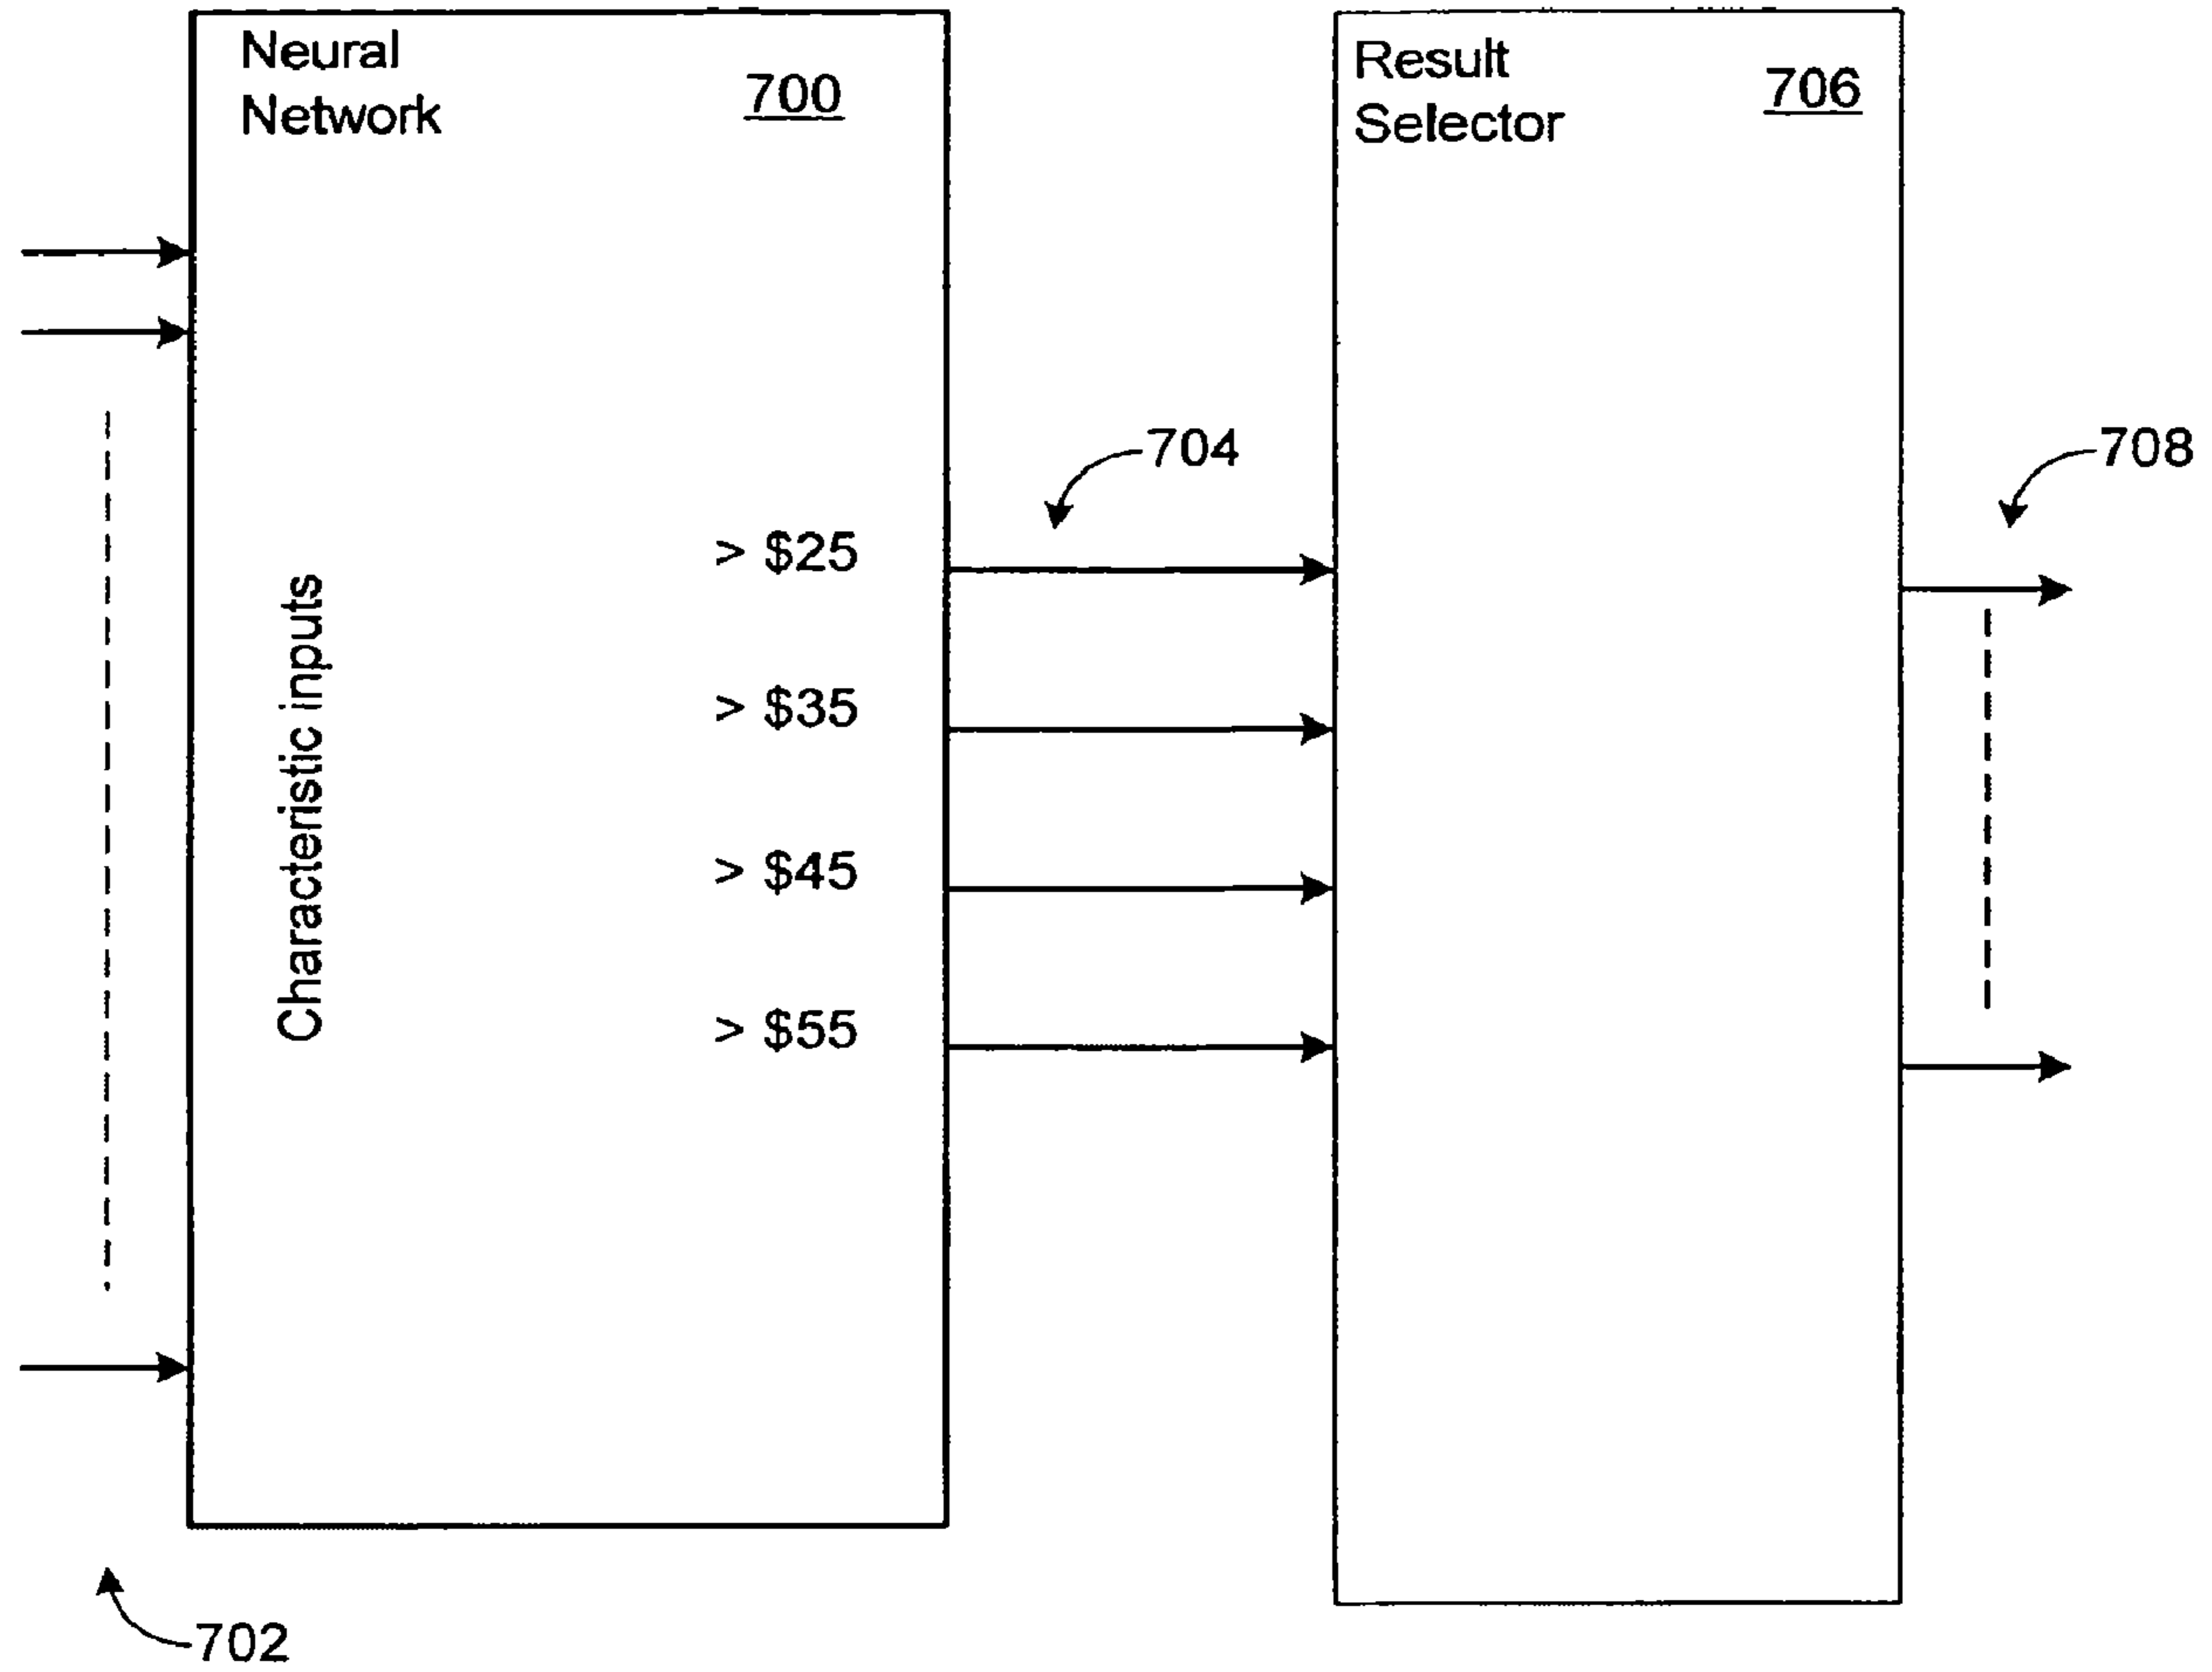 Neural
Network
700
Result
Selector
706
704
708
> $25
> $35
> $45
> $55
Characteristic inputs
702